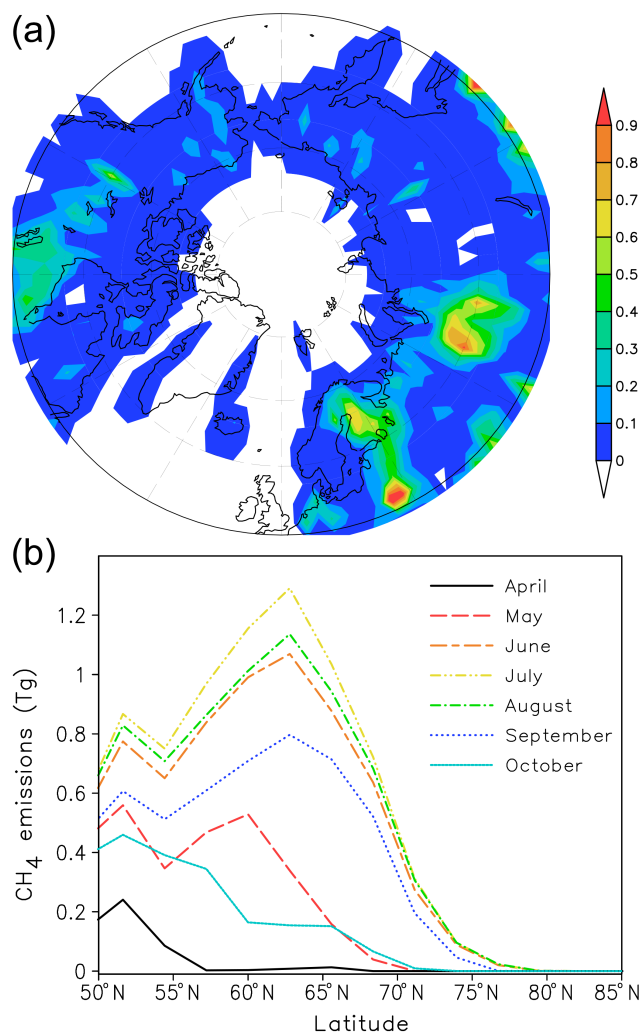 (a)
0.9
0.8
0.7
0.6
0.5
0.4
0.3
0.2
0.1
0
(b)
CH4 emissions (Tg)
1.2
1
0.8
0.6
0.4
0.2
0
April
May
June
July
August
September
October
50°N 55°N 60°N 65°N 70°N 75°N 80°N 85°N
Latitude